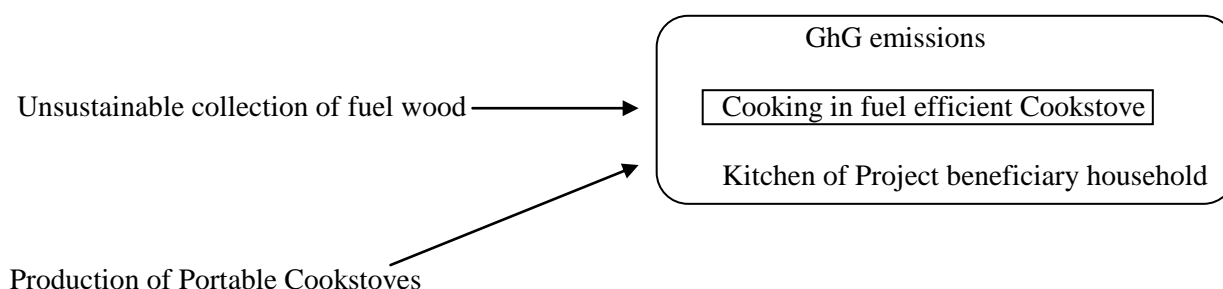 GhG emissions
Unsustainable collection of fuel wood
Cooking in fuel efficient Cookstove
Kitchen of Project beneficiary household
Production of Portable Cookstoves